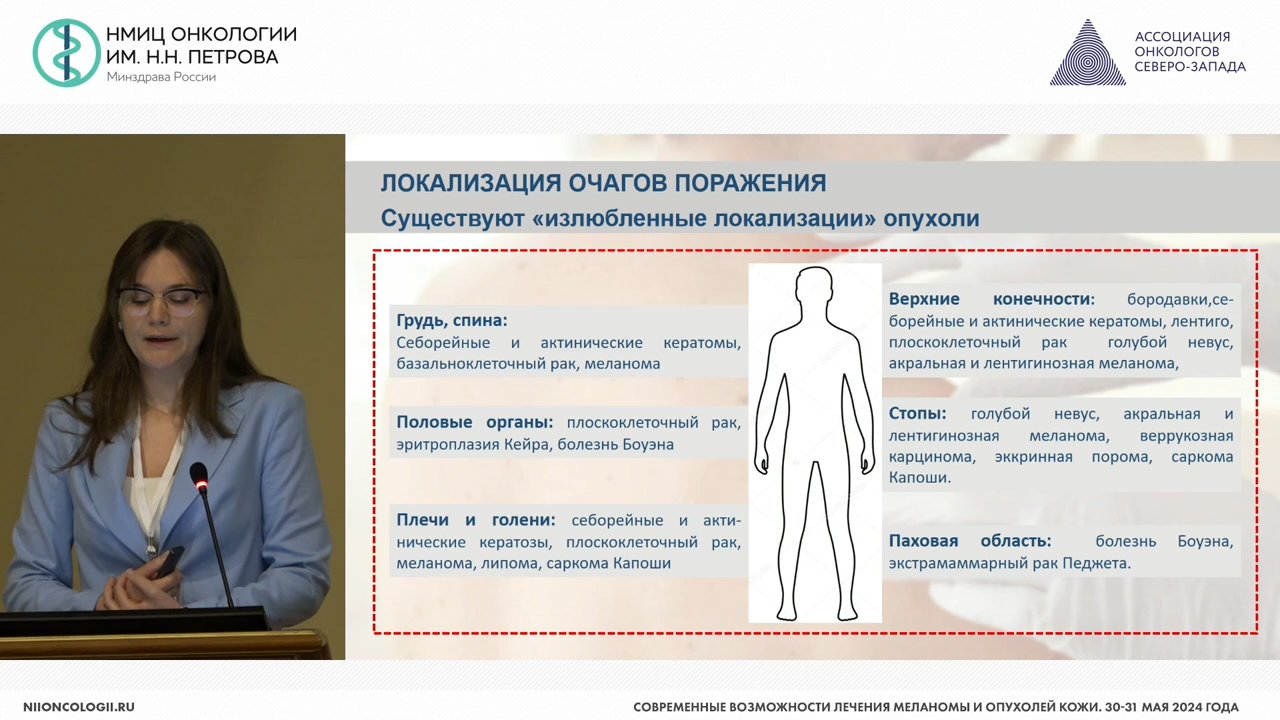 НМИЦ ОНКОЛОГИИ
ИМ. Н.Н. ПЕТРОВА
Минздрава России
АССОЦИАЦИЯ
ОНКОЛОГОВ
СЕВЕРО-ЗАПАДА
ЛОКАЛИЗАЦИЯ ОЧАГОВ ПОРАЖЕНИЯ
Существуют «излюбленные локализации» опухоли
Грудь, спина:
Себорейные и актинические кератомы,
базальноклеточный рак, меланома
Половые органы: плоскоклеточный рак,
эритроплазия Кейра, болезнь Боуэна
Плечи и голени: себорейные и акти-
нические кератозы, плоскоклеточный рак,
меланома, липома, саркома Капоши
Верхние конечности: бородавки,се-
борейные и актинические кератомы, лентиго,
плоскоклеточный рак голубой невус,
акральная и лентигинозная меланома,
Стопы: голубой невус, акральная и
лентигинозная меланома, веррукозная
карцинома, эккринная порома, саркома
Капоши.
Паховая область: болезнь Боуэна,
экстрамаммарный рак Педжета.
NIIONCOLOGII.RU
СОВРЕМЕННЫЕ ВОЗМОЖНОСТИ ЛЕЧЕНИЯ МЕЛАНОМЫ И ОПУХОЛЕЙ КОЖИ. 30-31 МАЯ 2024 ГОДА